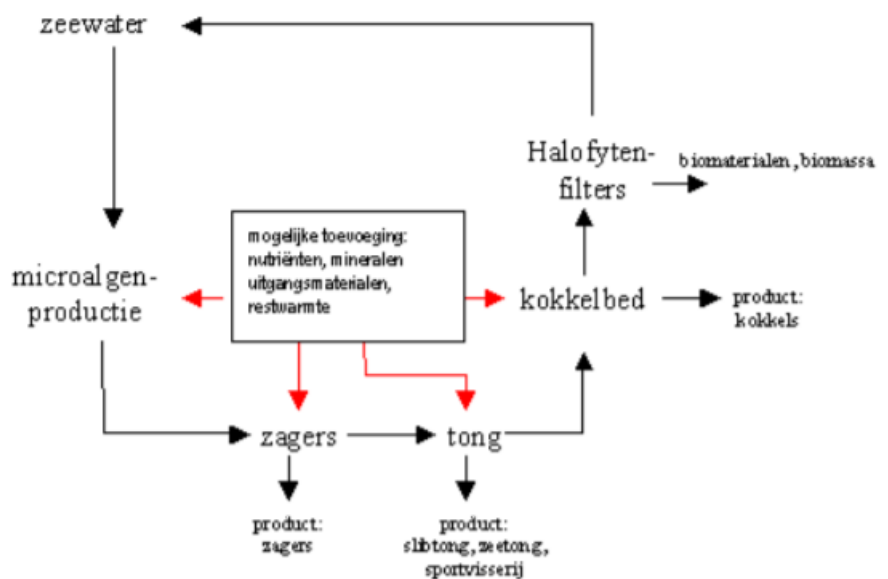 zeewater
Halofyten-
filters
biomaterialen, biomassa
mogelijke toevoeging:
nutriënten, mineralen
uitgangsmaterialen,
restwarmte
microalgen-
productie
kokkelbed
product:
kokkels
zagers
tong
product:
zagers
product:
slibtong, zeetong,
sportvisserij